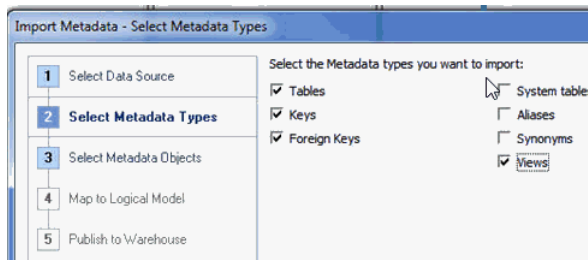 Import Metadata - Select Metadata Types
1 Select Data Source
2 Select Metadata Types
3 Select Metadata Objects
4 Map to Logical Model
5 Publish to Warehouse
Select the Metadata types you want to import:
Tables
Keys
Foreign Keys
System table
Aliases
Synonyms
Views